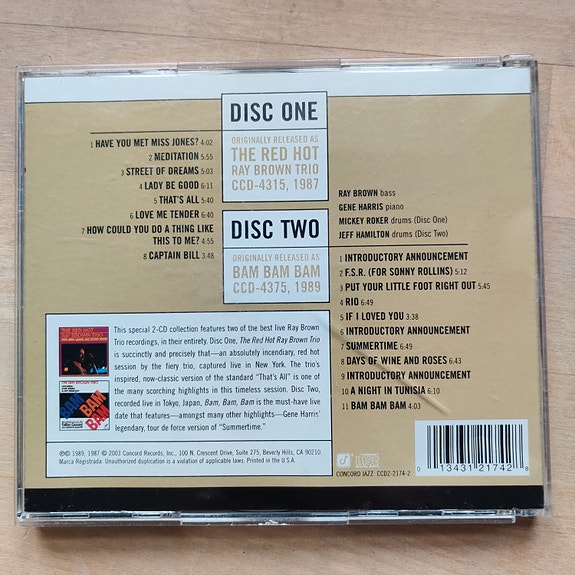 DISC ONE
ORIGINALLY RELEASED AS
THE RED HOT
RAY BROWN TRIO
CCD-4315, 1987
1 HAVE YOU MET MISS JONES? 4:02
2 MEDITATION 5:55
3 STREET OF DREAMS 5:03
4 LADY BE GOOD 6:11
5 THAT'S ALL 5:40
6 LOVE ME TENDER 6:39
7 HOW COULD YOU DO A THING LIKE
THIS TO ME? 4:55
8 CAPTAIN BILL 3:48
RAY BROWN bass
GENE HARRIS piano
MICKEY ROKER drums (Disc One)
JEFF HAMILTON drums (Disc Two)
DISC TWO
ORIGINALLY RELEASED AS
BAM BAM BAM
CCD-4375, 1989
1 INTRODUCTORY ANNOUNCEMENT
2 F.S.R. (FOR SONNY ROLLINS) 5:12
3 PUT YOUR LITTLE FOOT RIGHT OUT 5:45
4 RIO 6:49
5 IF I LOVED YOU 3:38
6 INTRODUCTORY ANNOUNCEMENT
7 SUMMERTIME 6:49
8 DAYS OF WINE AND ROSES 6:43
9 INTRODUCTORY ANNOUNCEMENT
10 A NIGHT IN TUNISIA 6:10
11 BAM BAM BAM 4:03
THE RED HOT
RAY BROWN TRIO
BAM
BAM
BAM
This special 2-CD collection features two of the best live Ray Brown
Trio recordings, in their entirety. Disc One, The Red Hot Ray Brown Trio
is succinctly and precisely that—an absolutely incendiary, red hot
session by the fiery trio, captured live in New York. The trio's
inspired, now-classic version of the standard "That's All" is one of
the many scorching highlights in this timeless session. Disc Two,
recorded live in Tokyo, Japan, Bam, Bam, Bam is the must-have live
date that features—amongst many other highlights—Gene Harris'
legendary, tour de force version of "Summertime."
℗© 1989, 1987 © 2003 Concord Records, Inc., 100 N. Crescent Drive, Suite 275, Beverly Hills, CA 90210.
Marca Registrada. Unauthorized duplication is a violation of applicable laws. Printed in the U.S.A.
CONCORD JAZZ CCD2-2174-2
0 13431 21742 8